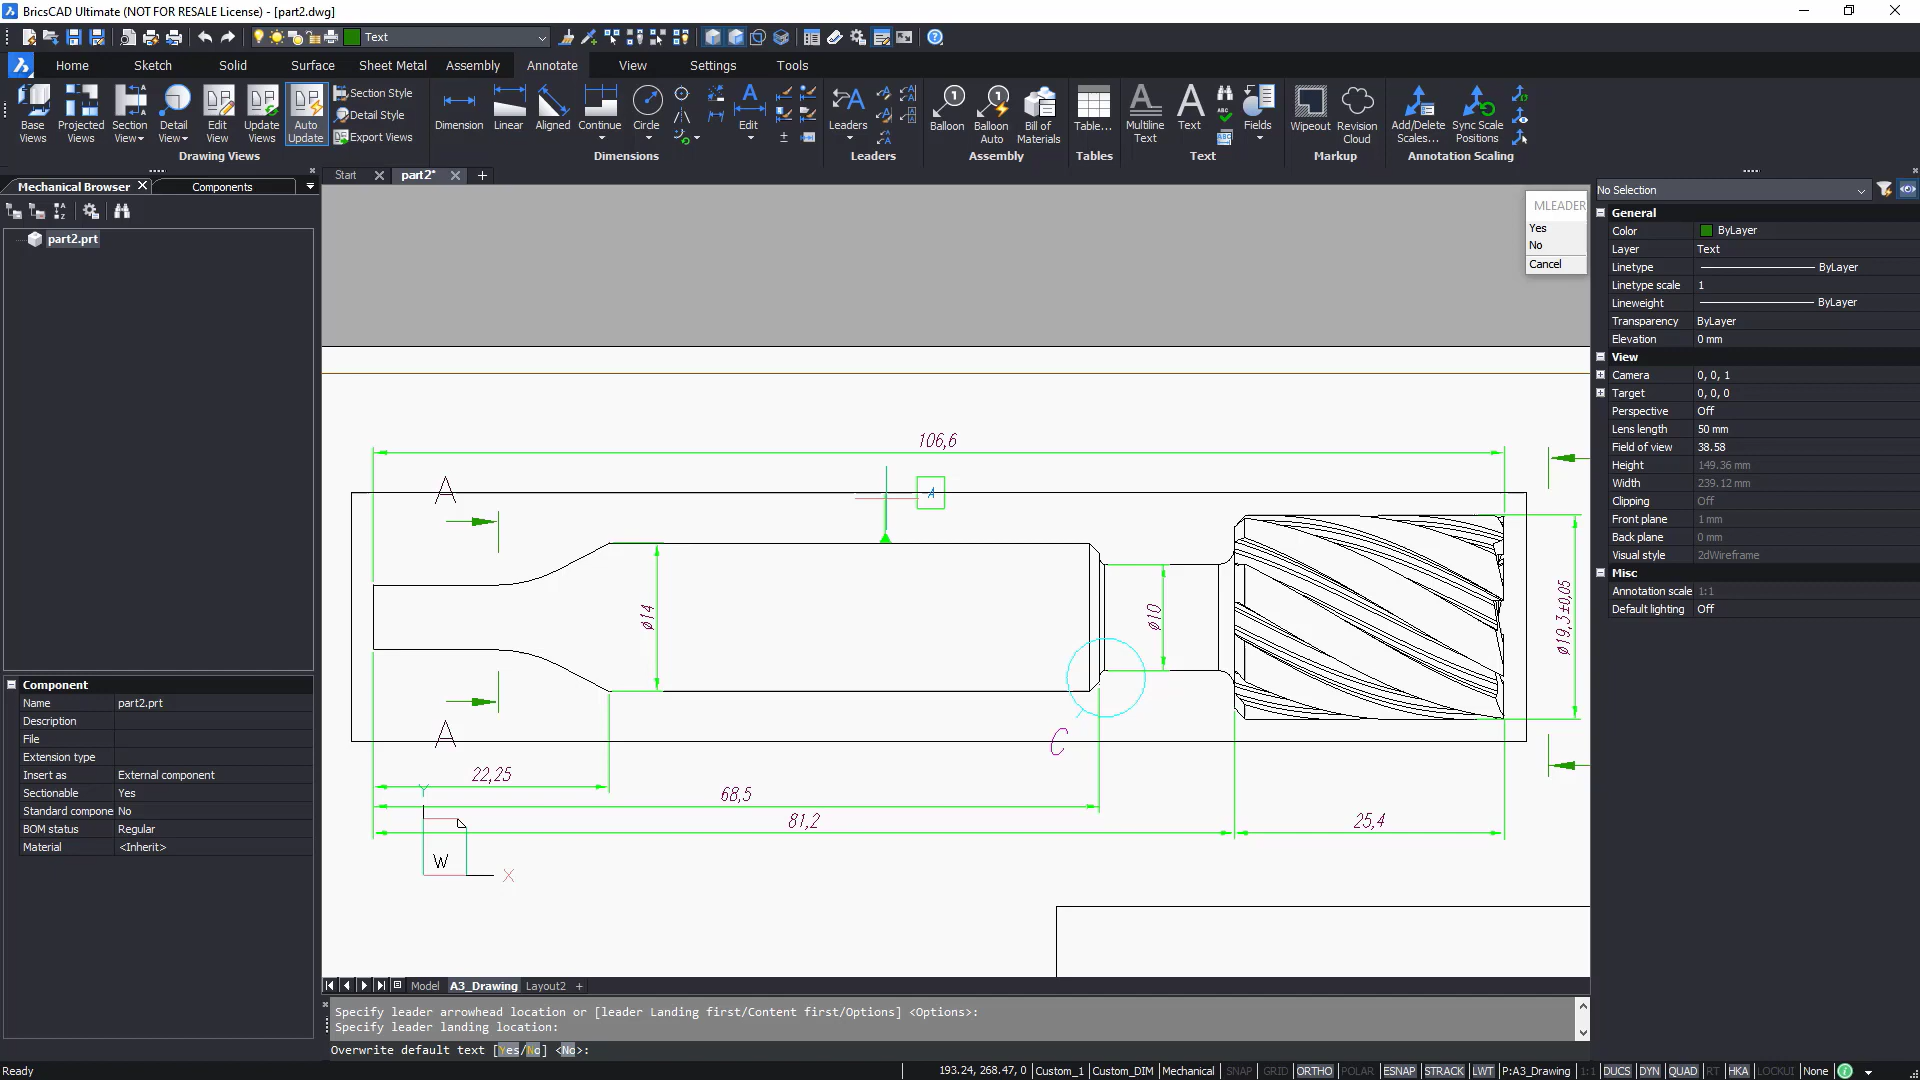 BricsCAD Ultimate (NOT FOR RESALE License) - [part2.dwg]
Text
Home Sketch Solid Surface Sheet Metal Assembly Annotate View Settings Tools
Base Views
Projected Views
Section View
Detail View
Edit View
Update Views
Auto Update
Section Style
Detail Style
Export Views
Drawing Views
Dimension
Linear
Aligned
Continue
Circle
Edit
Dimensions
Leaders
Leaders
Balloon
Balloon Auto
Bill of Materials
Assembly
Table...
Tables
Multiline Text
Text
Fields
Text
Wipeout
Revision Cloud
Markup
Add/Delete Scales...
Sync Scale Positions
Annotation Scaling
Mechanical Browser
Components
part2.prt
Component
Name part2.prt
Description
File
Extension type
Insert as External component
Sectionable Yes
Standard compone No
BOM status Regular
Material <Inherit>
Start
part2*
MLEADER
Yes
No
Cancel
106,6
A
A
ø14
ø10
ø19,3±0,05
A
C
22,25
68,5
81,2
25,4
Y
W
X
Model A3_Drawing Layout2 +
Specify leader arrowhead location or [leader Landing first/Content first/Options] <Options>:
Specify leader landing location:
Overwrite default text [Yes/No] <No>:
No Selection
General
Color ByLayer
Layer Text
Linetype ByLayer
Linetype scale 1
Lineweight ByLayer
Transparency ByLayer
Elevation 0 mm
View
Camera 0, 0, 1
Target 0, 0, 0
Perspective Off
Lens length 50 mm
Field of view 38.58
Height 149.36 mm
Width 239.12 mm
Clipping Off
Front plane 1 mm
Back plane 0 mm
Visual style 2dWireframe
Misc
Annotation scale 1:1
Default lighting Off
Ready
193.24, 268.47, 0 Custom_1 Custom_DIM Mechanical SNAP GRID ORTHO POLAR ESNAP STRACK LWT P:A3_Drawing 1:1 DUCS DYN QUAD RT HKA LOCKUI None